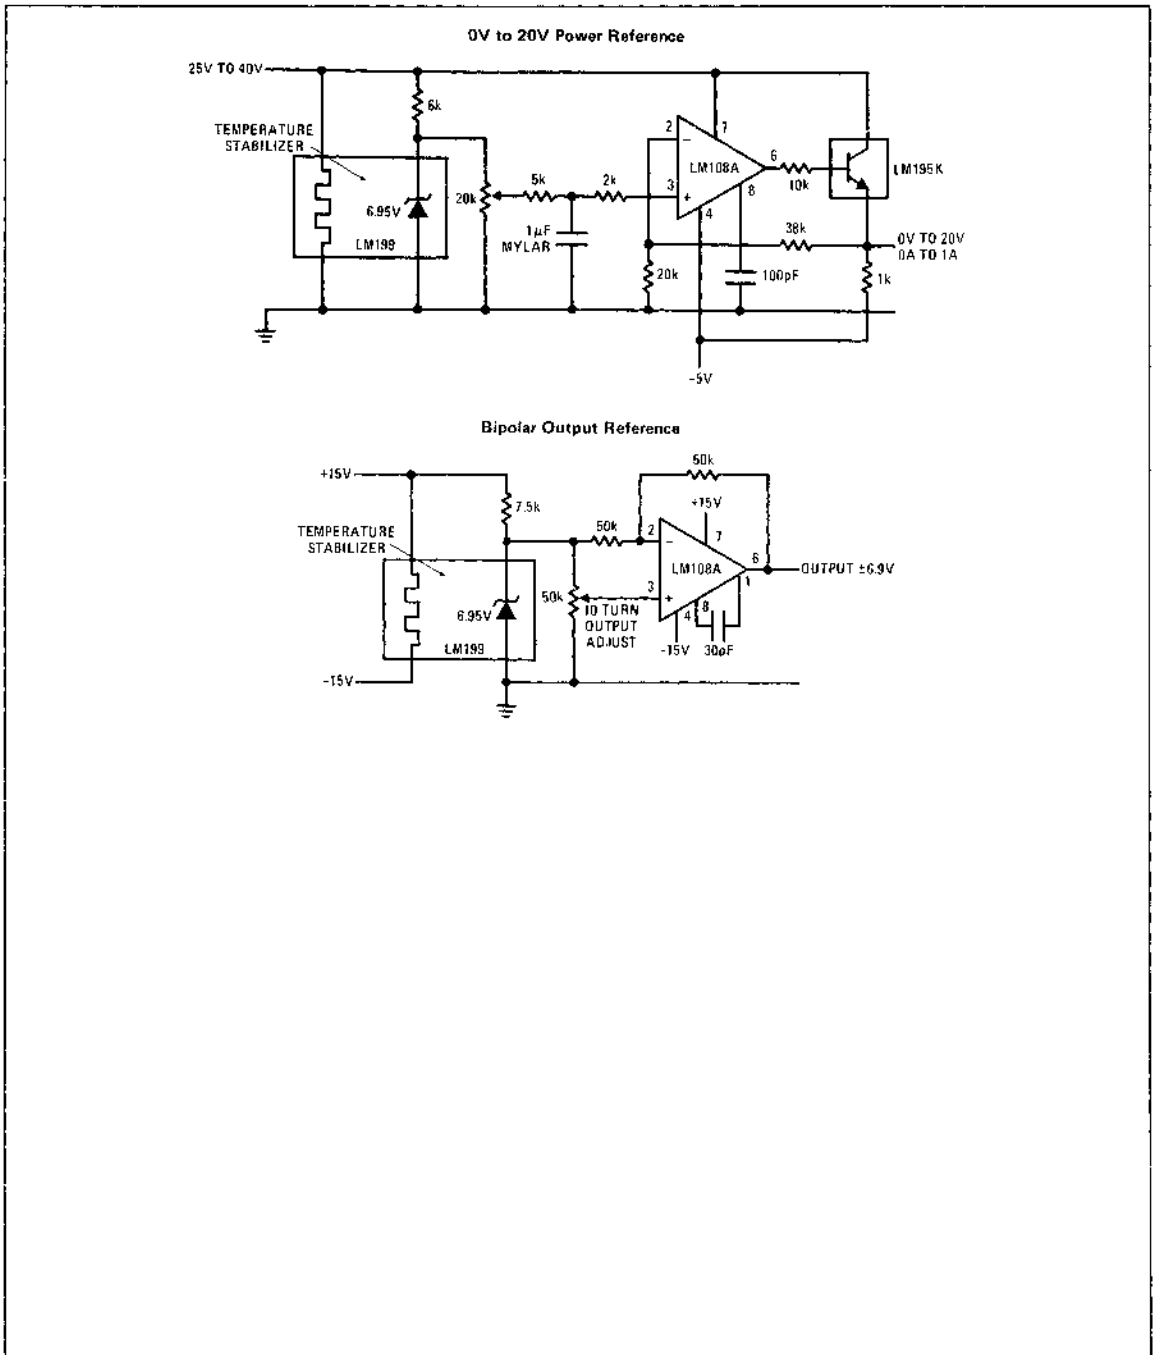 0V to 20V Power Reference
25V TO 40V
6k
TEMPERATURE
STABILIZER
6.95V
LM199
20k
5k
1μF
MYLAR
2k
2
−
3
+
LM108A
7
6
8
4
10k
LM195K
38k
20k
100pF
0V TO 20V
0A TO 1A
1k
−5V
Bipolar Output Reference
+15V
7.5k
TEMPERATURE
STABILIZER
6.95V
LM199
−15V
50k
10 TURN
OUTPUT
ADJUST
50k
50k
2
−
3
+
LM108A
+15V
7
6
1
8
4
−15V
30pF
OUTPUT ±6.9V